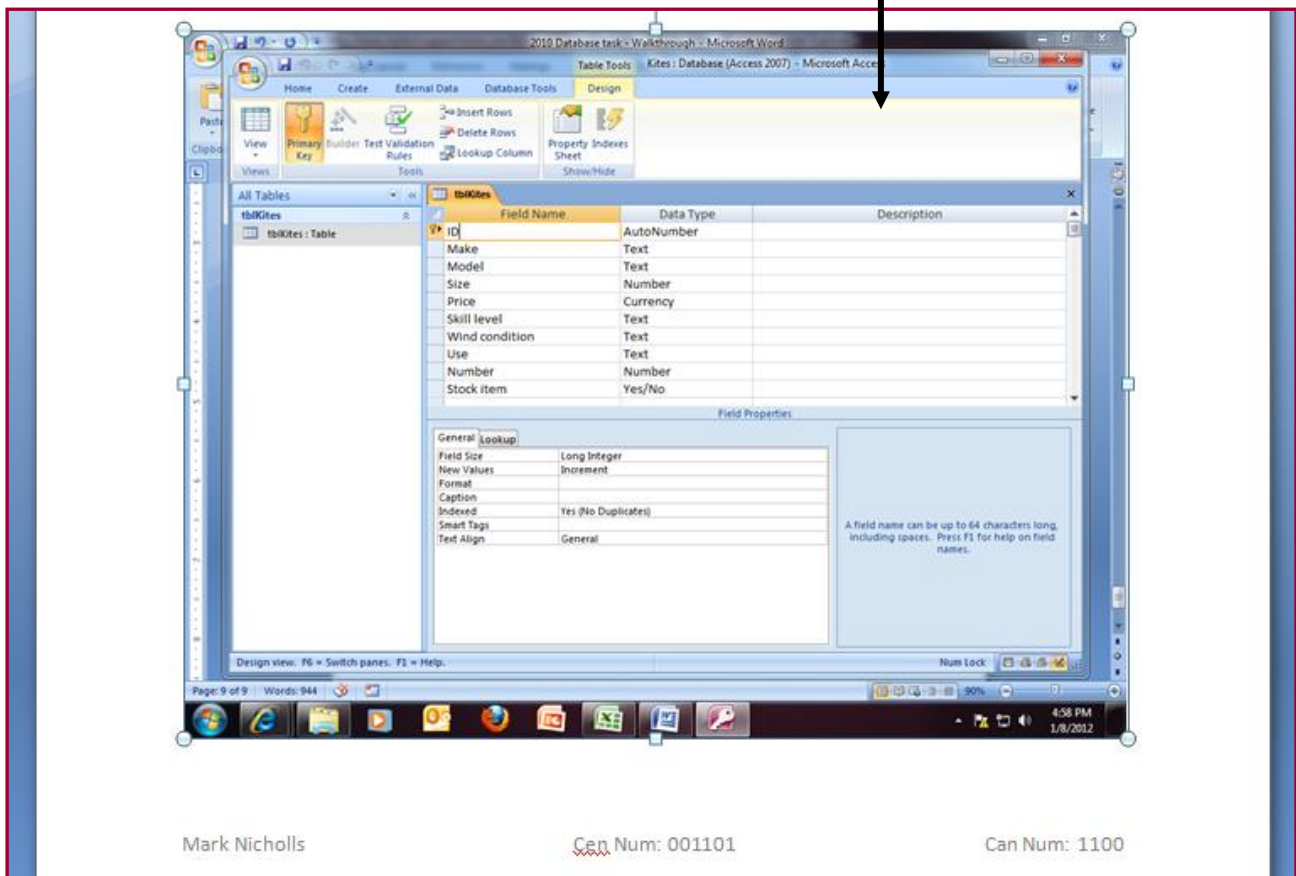 2010 Database task - Walkthrough - Microsoft Word
Table Tools Kites : Database (Access 2007) - Microsoft Access
Home Create External Data Database Tools Design
View
Views
Primary Key
Builder
Test Validation Rules
Insert Rows
Delete Rows
Lookup Column
Tools
Property Sheet
Indexes
Show/Hide
All Tables
tblKites
tblKites : Table
tblKites
Field Name Data Type Description
ID AutoNumber
Make Text
Model Text
Size Number
Price Currency
Skill level Text
Wind condition Text
Use Text
Number Number
Stock item Yes/No
Field Properties
General Lookup
Field Size Long Integer
New Values Increment
Format
Caption
Indexed Yes (No Duplicates)
Smart Tags
Text Align General
A field name can be up to 64 characters long,
including spaces. Press F1 for help on field
names.
Design view. F6 = Switch panes. F1 = Help.
Num Lock
Page: 9 of 9 Words: 944 90%
4:58 PM
1/8/2012
Mark Nicholls Cen Num: 001101 Can Num: 1100